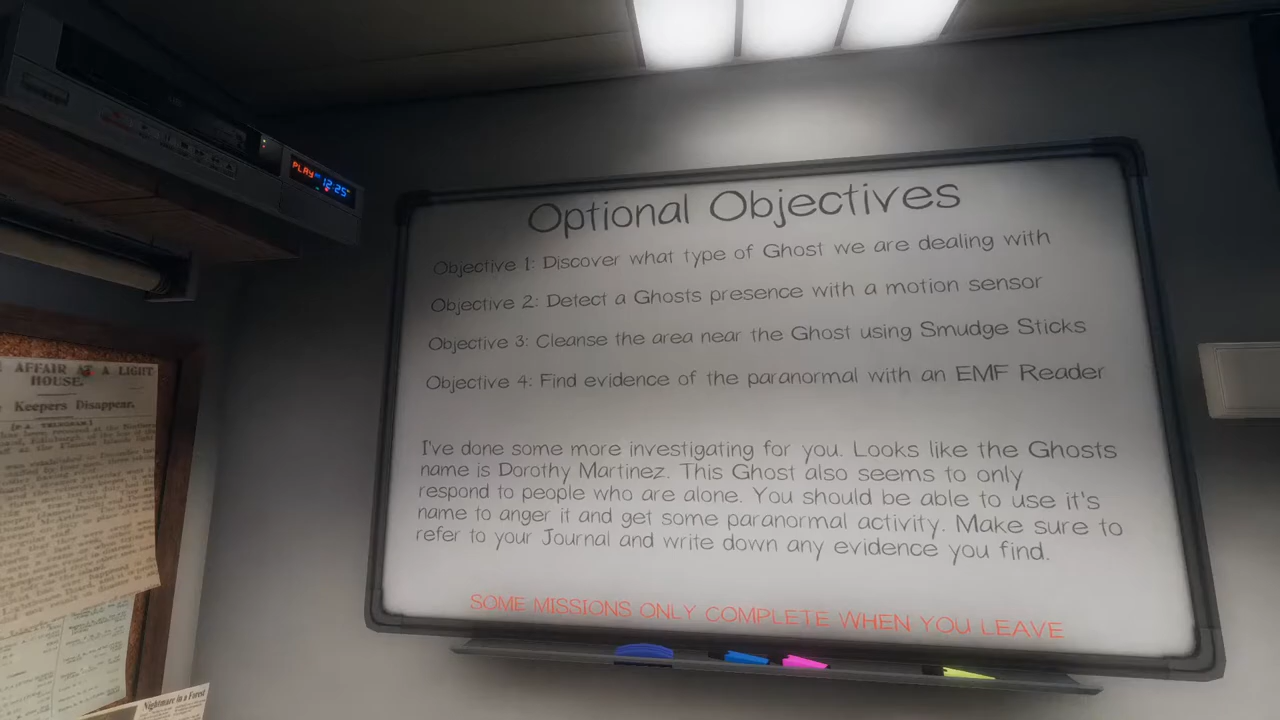 PLAY 12:25
Optional Objectives
Objective 1: Discover what type of Ghost we are dealing with
Objective 2: Detect a Ghosts presence with a motion sensor
Objective 3: Cleanse the area near the Ghost using Smudge Sticks
Objective 4: Find evidence of the paranormal with an EMF Reader
I've done some more investigating for you. Looks like the Ghosts
name is Dorothy Martinez. This Ghost also seems to only
respond to people who are alone. You should be able to use it's
name to anger it and get some paranormal activity. Make sure to
refer to your Journal and write down any evidence you find.
SOME MISSIONS ONLY COMPLETE WHEN YOU LEAVE
AFFAIR AT A LIGHT
HOUSE.
Keepers Disappear.
Nightmare in a Forest